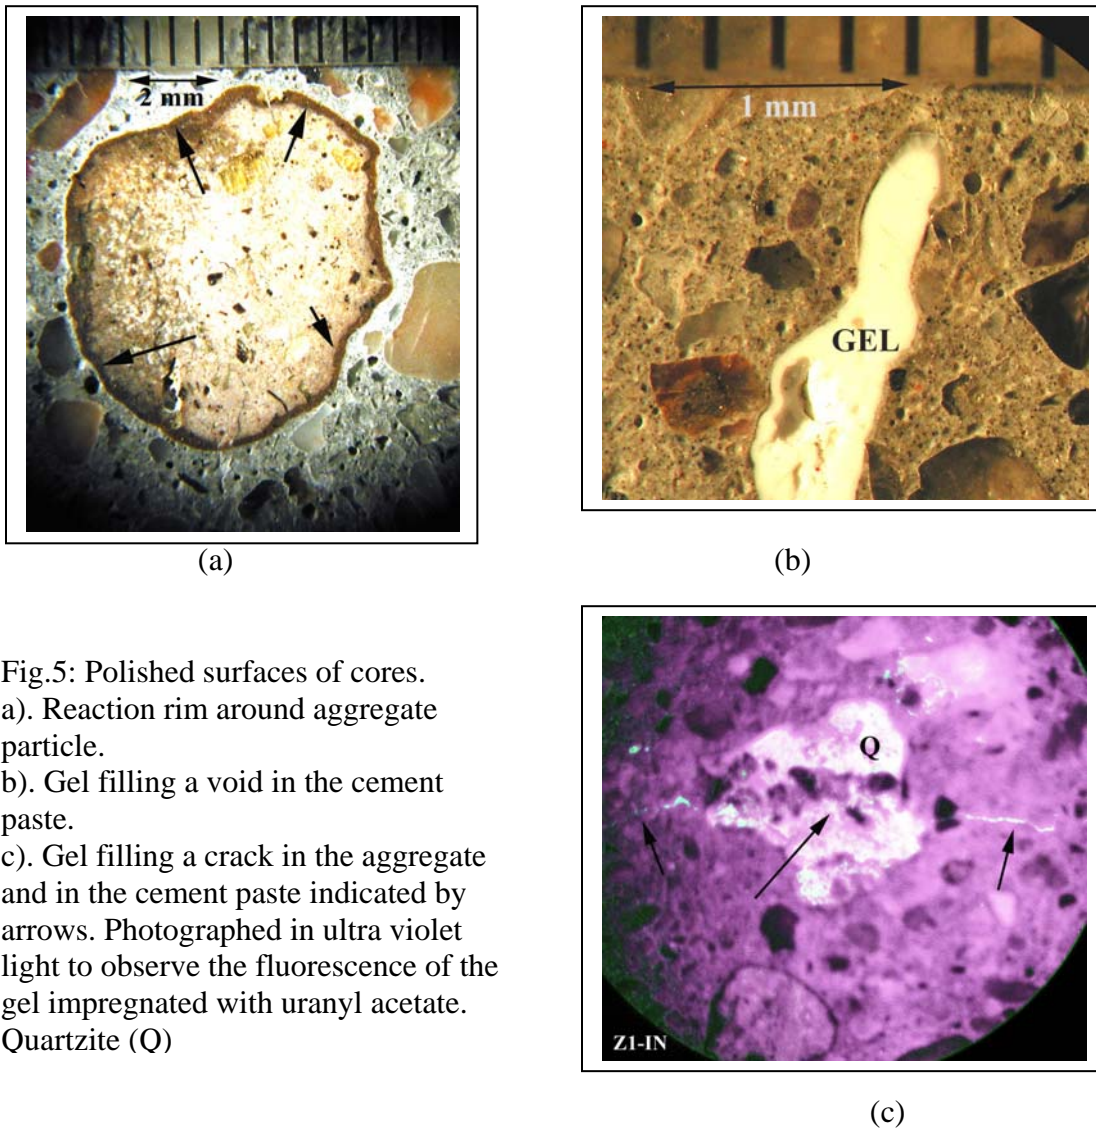 2 mm
1 mm
GEL
(a)
(b)
Fig.5: Polished surfaces of cores.
a). Reaction rim around aggregate
particle.
b). Gel filling a void in the cement
paste.
c). Gel filling a crack in the aggregate
and in the cement paste indicated by
arrows. Photographed in ultra violet
light to observe the fluorescence of the
gel impregnated with uranyl acetate.
Quartzite (Q)
Q
Z1-IN
(c)